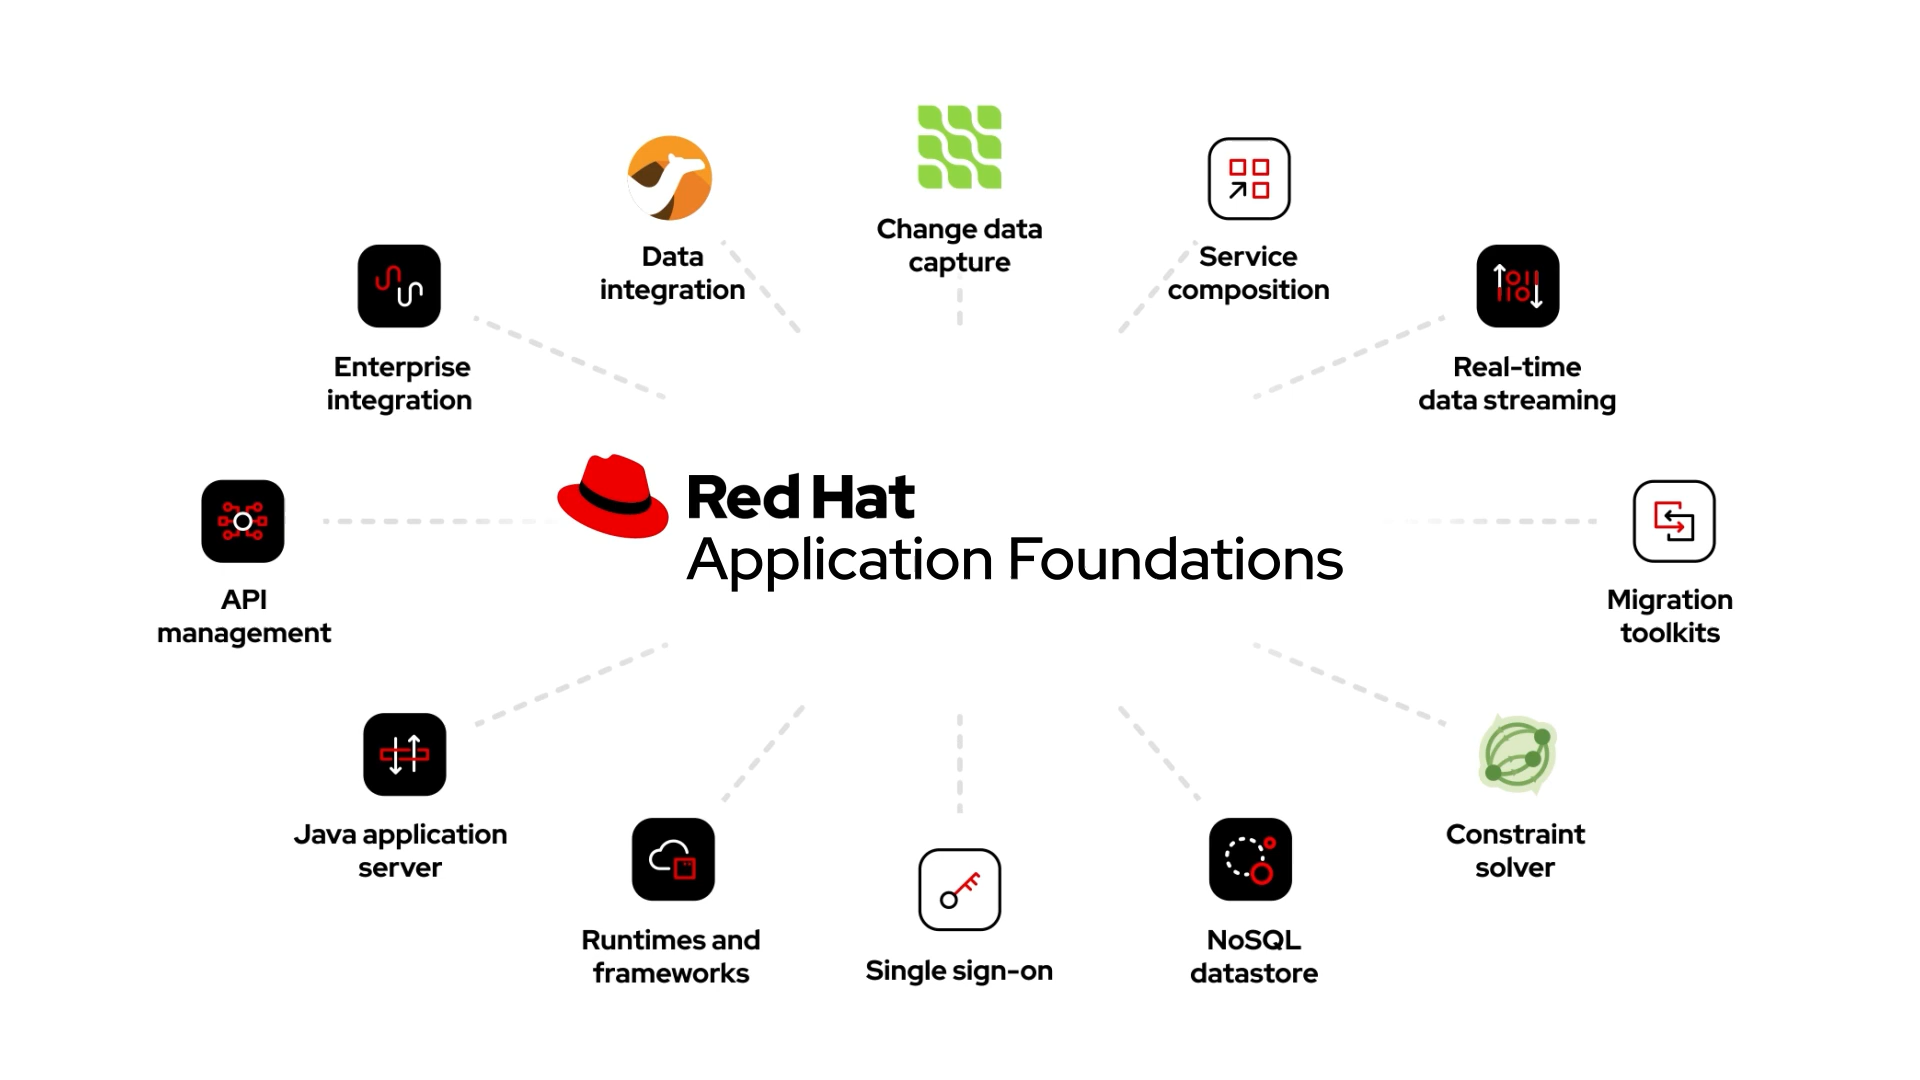 Change data
capture
Data
integration
Service
composition
Enterprise
integration
Real-time
data streaming
Red Hat
Application Foundations
API
management
Migration
toolkits
Java application
server
Constraint
solver
Runtimes and
frameworks
Single sign-on
NoSQL
datastore